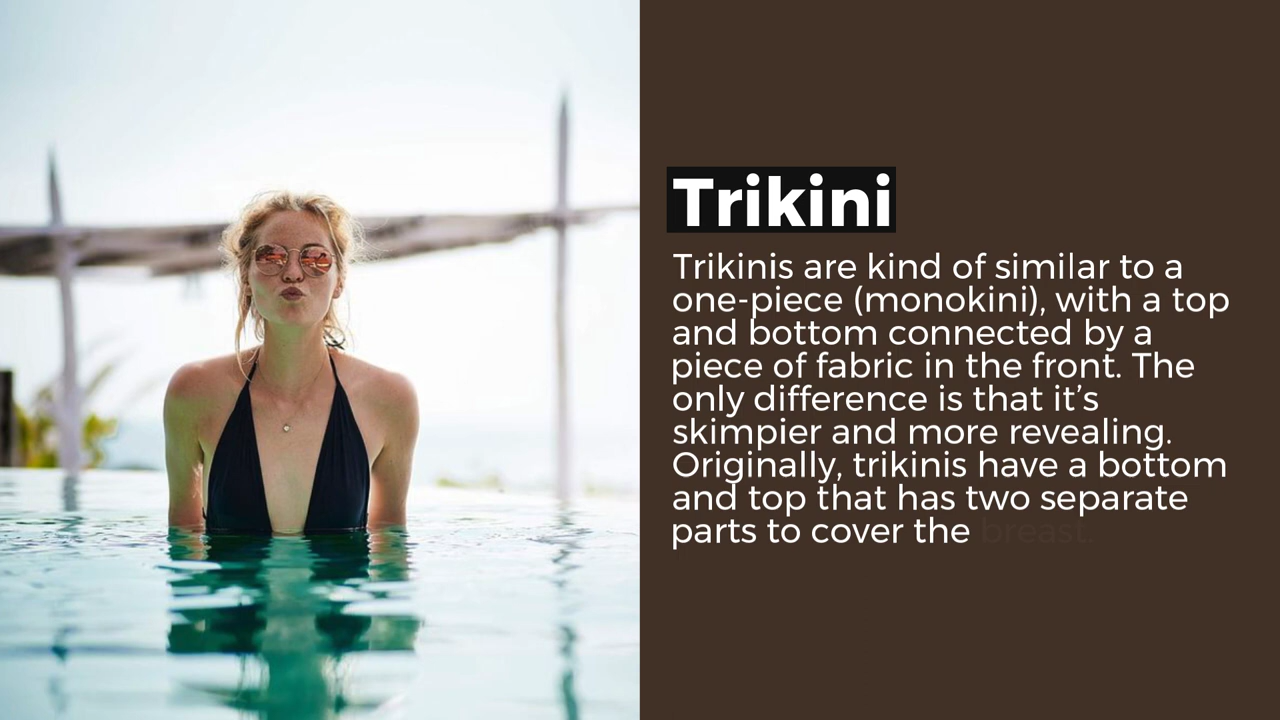 Trikini
Trikinis are kind of similar to a
one-piece (monokini), with a top
and bottom connected by a
piece of fabric in the front. The
only difference is that it’s
skimpier and more revealing.
Originally, trikinis have a bottom
and top that has two separate
parts to cover the breast.